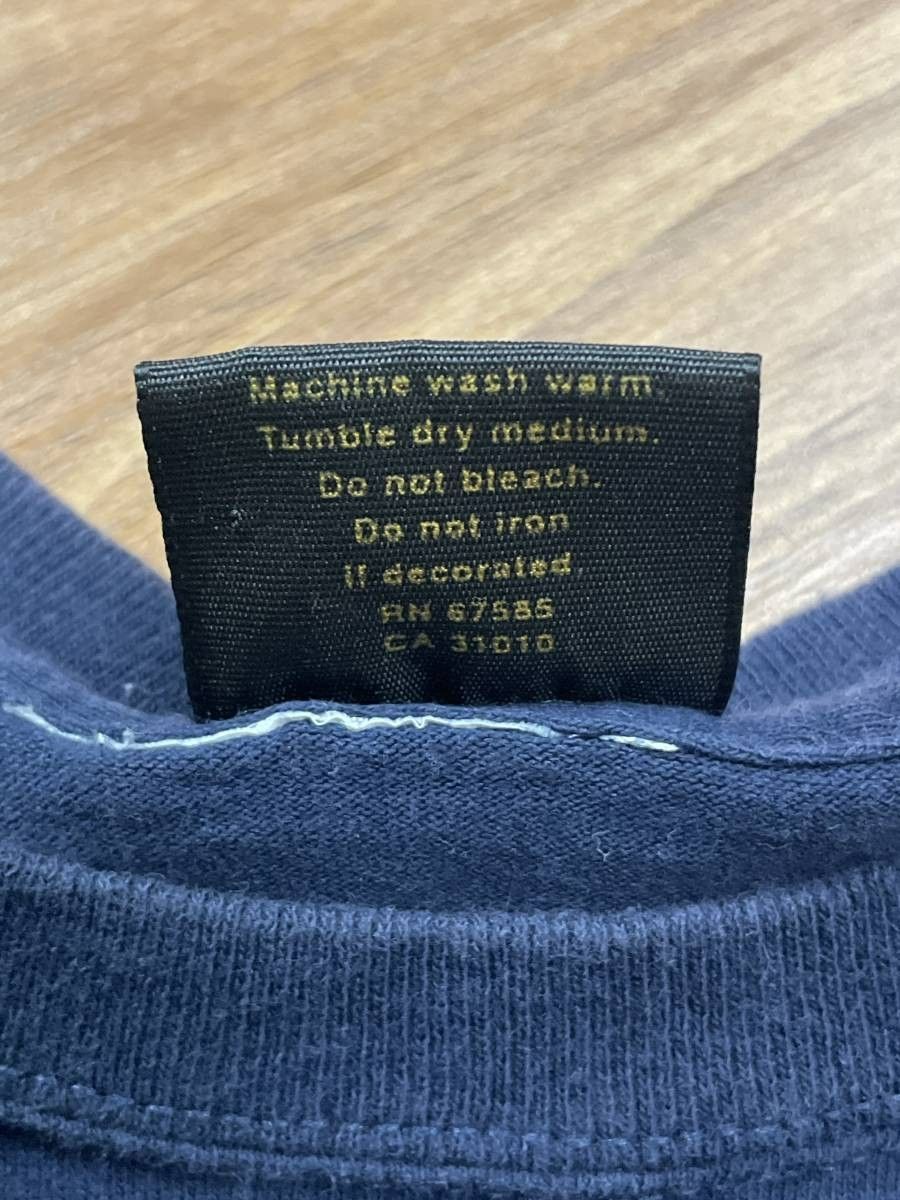 Machine wash warm.
Tumble dry medium.
Do not bleach.
Do not iron
If decorated.
RN 67585
CA 31010